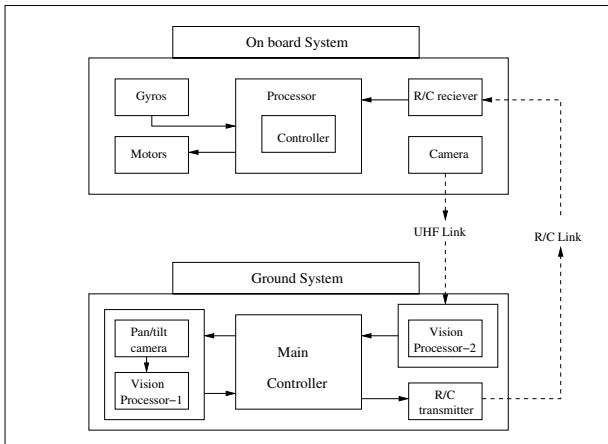 On board System
Gyros
Processor
R/C reciever
Controller
Motors
Camera
UHF Link
R/C Link
Ground System
Pan/tilt
camera
Vision
Processor-1
Main
Controller
Vision
Processor-2
R/C
transmitter